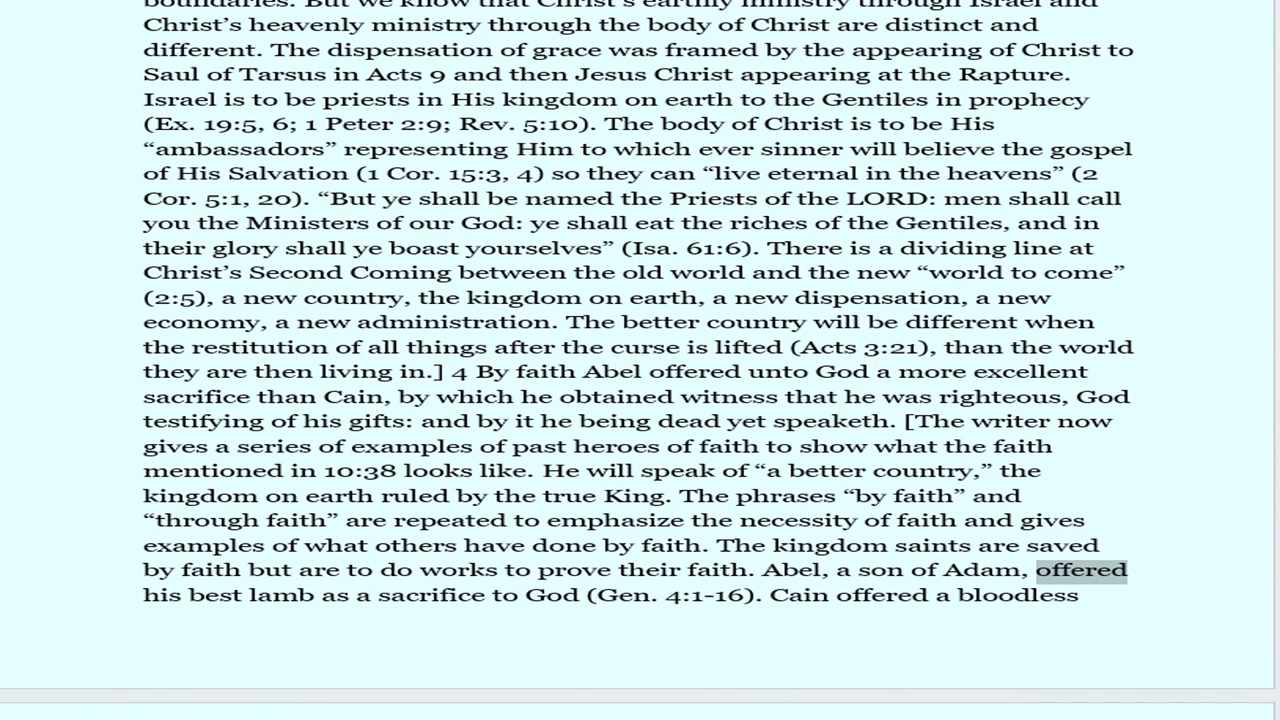 boundaries. But we know that Christ’s earthly ministry through Israel and
Christ’s heavenly ministry through the body of Christ are distinct and
different. The dispensation of grace was framed by the appearing of Christ to
Saul of Tarsus in Acts 9 and then Jesus Christ appearing at the Rapture.
Israel is to be priests in His kingdom on earth to the Gentiles in prophecy
(Ex. 19:5, 6; 1 Peter 2:9; Rev. 5:10). The body of Christ is to be His
“ambassadors” representing Him to which ever sinner will believe the gospel
of His Salvation (1 Cor. 15:3, 4) so they can “live eternal in the heavens” (2
Cor. 5:1, 20). “But ye shall be named the Priests of the LORD: men shall call
you the Ministers of our God: ye shall eat the riches of the Gentiles, and in
their glory shall ye boast yourselves” (Isa. 61:6). There is a dividing line at
Christ’s Second Coming between the old world and the new “world to come”
(2:5), a new country, the kingdom on earth, a new dispensation, a new
economy, a new administration. The better country will be different when
the restitution of all things after the curse is lifted (Acts 3:21), than the world
they are then living in.] 4 By faith Abel offered unto God a more excellent
sacrifice than Cain, by which he obtained witness that he was righteous, God
testifying of his gifts: and by it he being dead yet speaketh. [The writer now
gives a series of examples of past heroes of faith to show what the faith
mentioned in 10:38 looks like. He will speak of “a better country,” the
kingdom on earth ruled by the true King. The phrases “by faith” and
“through faith” are repeated to emphasize the necessity of faith and gives
examples of what others have done by faith. The kingdom saints are saved
by faith but are to do works to prove their faith. Abel, a son of Adam, offered
his best lamb as a sacrifice to God (Gen. 4:1-16). Cain offered a bloodless